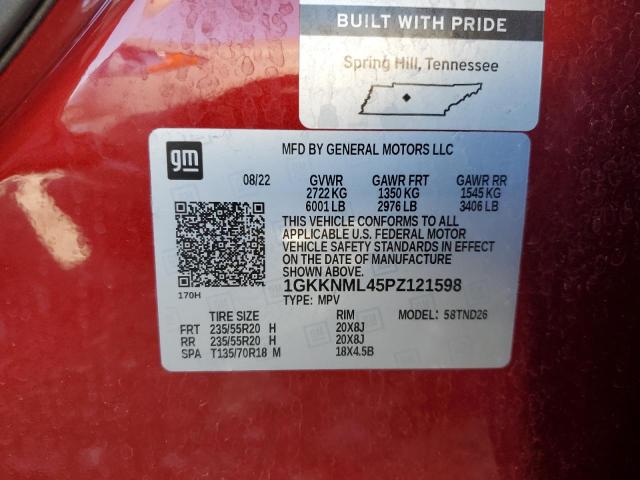 BUILT WITH PRIDE
Spring Hill, Tennessee
gm
MFD BY GENERAL MOTORS LLC
08/22 GVWR GAWR FRT GAWR RR
2722 KG 1350 KG 1545 KG
6001 LB 2976 LB 3406 LB
THIS VEHICLE CONFORMS TO ALL
APPLICABLE U.S. FEDERAL MOTOR
VEHICLE SAFETY STANDARDS IN EFFECT
ON THE DATE OF MANUFACTURE
SHOWN ABOVE.
170H
1GKKNML45PZ121598
TYPE: MPV
TIRE SIZE RIM MODEL: 58TND26
FRT 235/55R20 H 20X8J
RR 235/55R20 H 20X8J
SPA T135/70R18 M 18X4.5B